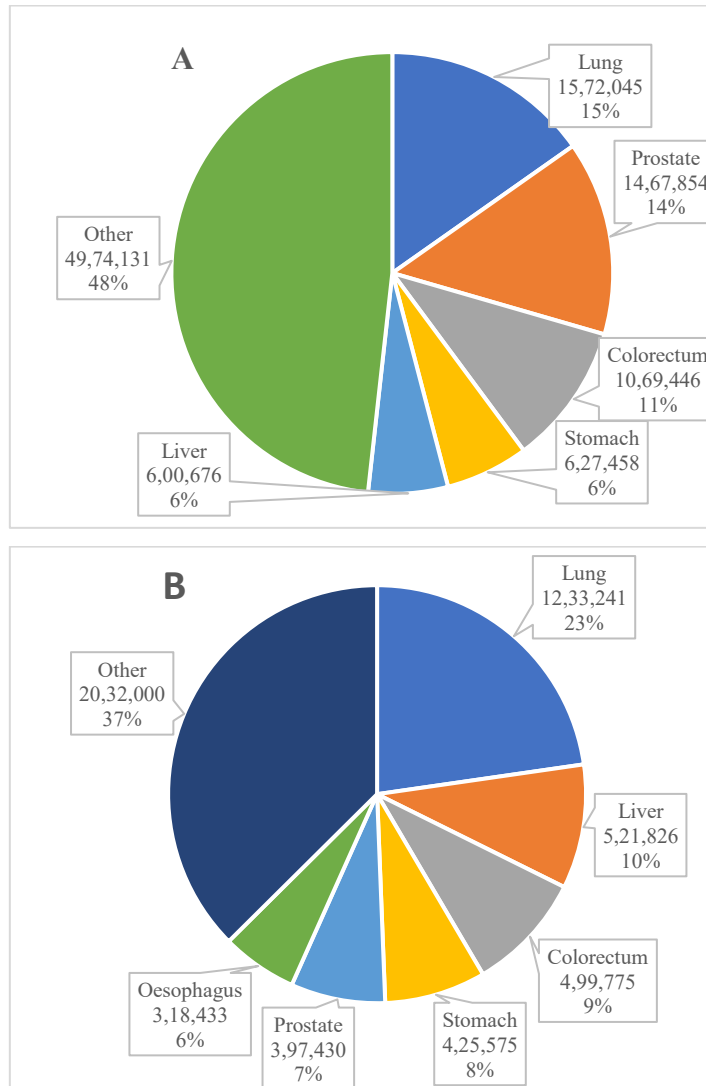 A
Lung
15,72,045
15%
Prostate
14,67,854
14%
Colorectum
10,69,446
11%
Stomach
6,27,458
6%
Liver
6,00,676
6%
Other
49,74,131
48%
B
Lung
12,33,241
23%
Liver
5,21,826
10%
Colorectum
4,99,775
9%
Stomach
4,25,575
8%
Prostate
3,97,430
7%
Oesophagus
3,18,433
6%
Other
20,32,000
37%